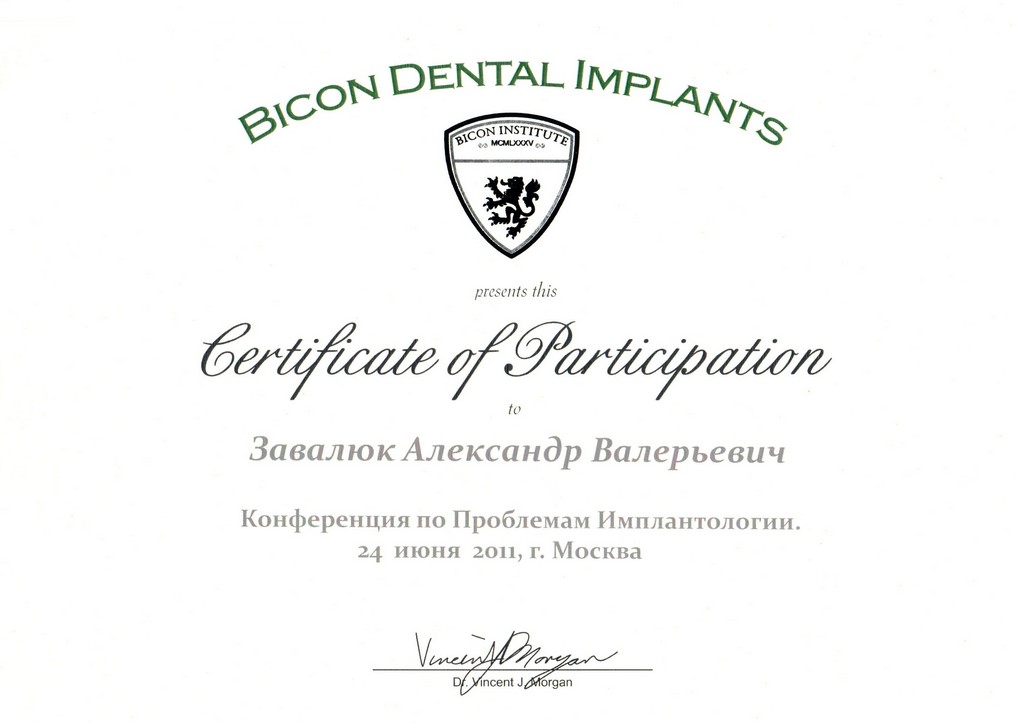 BICON DENTAL IMPLANTS
BICON INSTITUTE
MCMLXXXV
presents this
Certificate of Participation
to
Завалюк Александр Валерьевич
Конференция по Проблемам Имплантологии.
24 июня 2011, г. Москва
Vincent J Morgan
Dr. Vincent J. Morgan